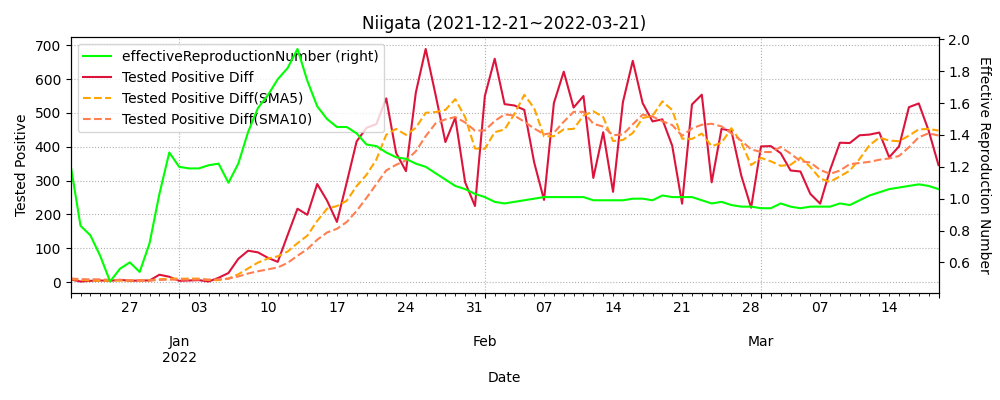 Niigata (2021-12-21~2022-03-21)
effectiveReproductionNumber (right)
Tested Positive Diff
Tested Positive Diff(SMA5)
Tested Positive Diff(SMA10)
Tested Positive
700
600
500
400
300
200
100
0
2.0
1.8
1.6
1.4
1.2
1.0
0.8
0.6
Effective Reproduction Number
27 03 10 17 24 31 07 14 21 28 07 14
Jan Feb Mar
2022
Date